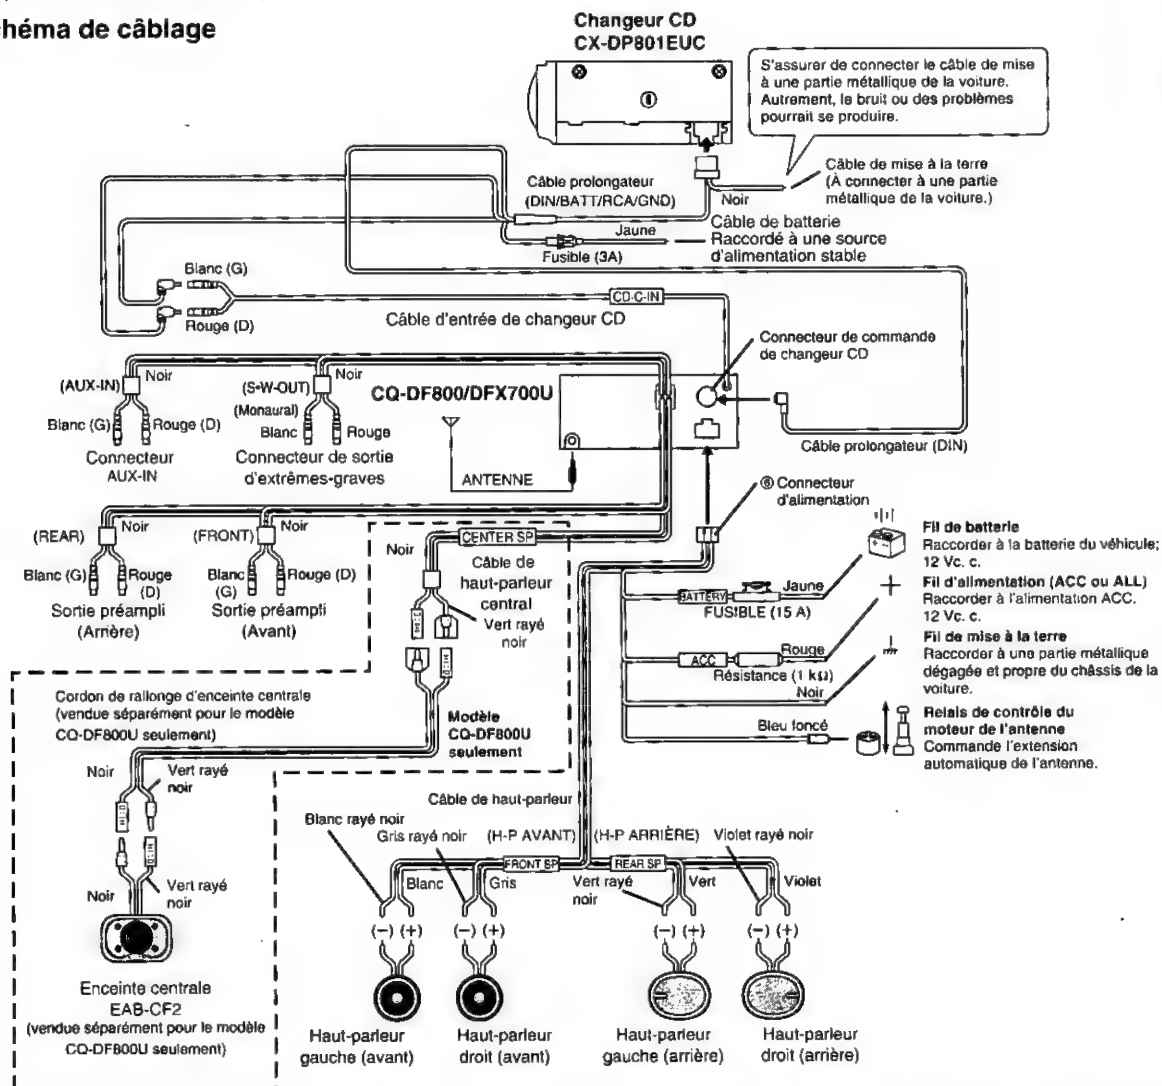 héma de câblage
Changeur CD
CX-DP801EUC
S'assurer de connecter le câble de mise
à une partie métallique de la voiture.
Autrement, le bruit ou des problèmes
pourrait se produire.
Câble prolongateur
(DIN/BATT/RCA/GND)
Noir
Câble de mise à la terre
(À connecter à une partie
métallique de la voiture.)
Jaune
Fusible (3A)
Câble de batterie
Raccordé à une source
d'alimentation stable
Blanc (G)
Rouge (D)
CD·C-IN
Câble d'entrée de changeur CD
Connecteur de commande
de changeur CD
(AUX-IN)
Noir
Blanc (G)
Rouge (D)
Connecteur
AUX-IN
(S•W-OUT)
Noir
(Monaural)
Blanc
Rouge
Connecteur de sortie
d'extrêmes-graves
CQ-DF800/DFX700U
ANTENNE
Câble prolongateur (DIN)
⑥ Connecteur
d'alimentation
(REAR)
Noir
Blanc (G)
Rouge
(D)
Sortie préampli
(Arrière)
(FRONT)
Noir
Blanc
(G)
Rouge (D)
Sortie préampli
(Avant)
Noir
CENTER SP
Câble de
haut-parleur
central
Vert rayé
noir
BATTERY
Jaune
FUSIBLE (15 A)
Fil de batterie
Raccorder à la batterie du véhicule;
12 Vc. c.
ACC
Rouge
Résistance (1 kΩ)
Fil d'alimentation (ACC ou ALL)
Raccorder à l'alimentation ACC.
12 Vc. c.
Noir
Fil de mise à la terre
Raccorder à une partie métallique
dégagée et propre du châssis de la
voiture.
Bleu foncé
Relais de contrôle du
moteur de l'antenne
Commande l'extension
automatique de l'antenne.
Cordon de rallonge d'enceinte centrale
(vendue séparément pour le modèle
CQ-DF800U seulement)
Modèle
CQ-DF800U
seulement
Noir
Vert rayé
noir
Noir
Vert rayé
noir
Enceinte centrale
EAB-CF2
(vendue séparément pour le modèle
CQ-DF800U seulement)
Câble de haut-parleur
Blanc rayé noir
Gris rayé noir
(H-P AVANT)
(H-P ARRIÈRE)
Violet rayé noir
FRONT SP
REAR SP
Blanc
Gris
Vert rayé
noir
Vert
Violet
(−) (+)
(−) (+)
(−) (+)
(−) (+)
Haut-parleur
gauche (avant)
Haut-parleur
droit (avant)
Haut-parleur
gauche (arrière)
Haut-parleur
droit (arrière)